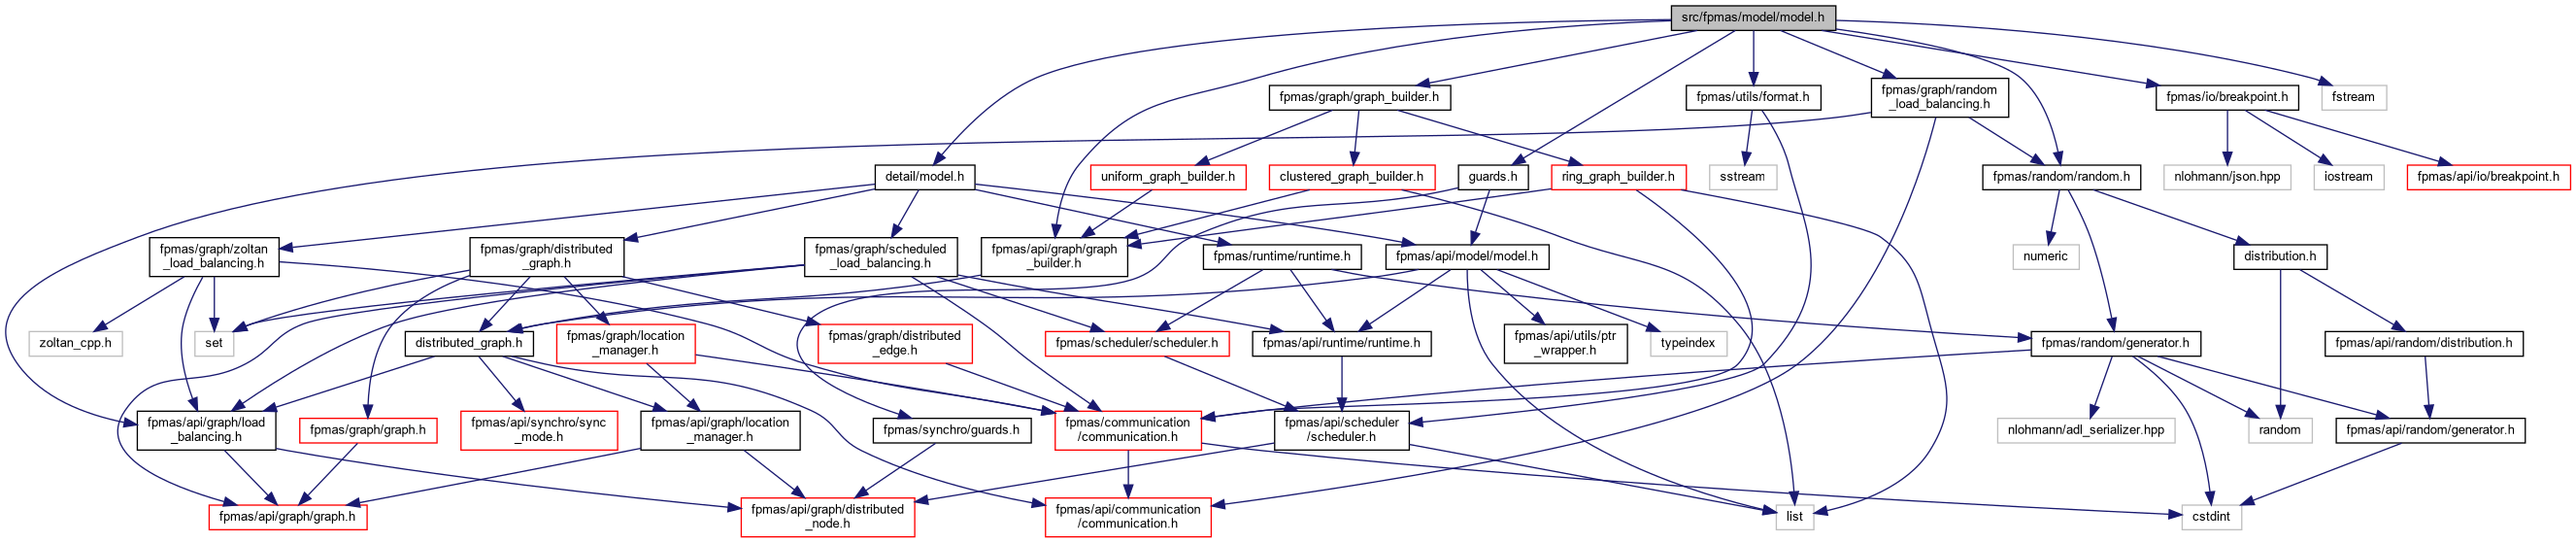 src/fpmas/model/model.h
fpmas/graph/graph_builder.h
fpmas/utils/format.h
fpmas/graph/random
_load_balancing.h
fpmas/io/breakpoint.h
fstream
detail/model.h
uniform_graph_builder.h
clustered_graph_builder.h
guards.h
ring_graph_builder.h
sstream
fpmas/random/random.h
nlohmann/json.hpp
iostream
fpmas/api/io/breakpoint.h
fpmas/graph/zoltan
_load_balancing.h
fpmas/graph/distributed
_graph.h
fpmas/graph/scheduled
_load_balancing.h
fpmas/api/graph/graph
_builder.h
fpmas/runtime/runtime.h
fpmas/api/model/model.h
numeric
distribution.h
zoltan_cpp.h
set
distributed_graph.h
fpmas/graph/location
_manager.h
fpmas/graph/distributed
_edge.h
fpmas/scheduler/scheduler.h
fpmas/api/runtime/runtime.h
fpmas/api/utils/ptr
_wrapper.h
typeindex
fpmas/random/generator.h
fpmas/api/random/distribution.h
fpmas/api/graph/load
_balancing.h
fpmas/graph/graph.h
fpmas/api/synchro/sync
_mode.h
fpmas/api/graph/location
_manager.h
fpmas/synchro/guards.h
fpmas/communication
/communication.h
fpmas/api/scheduler
/scheduler.h
nlohmann/adl_serializer.hpp
random
fpmas/api/random/generator.h
fpmas/api/graph/graph.h
fpmas/api/graph/distributed
_node.h
fpmas/api/communication
/communication.h
list
cstdint